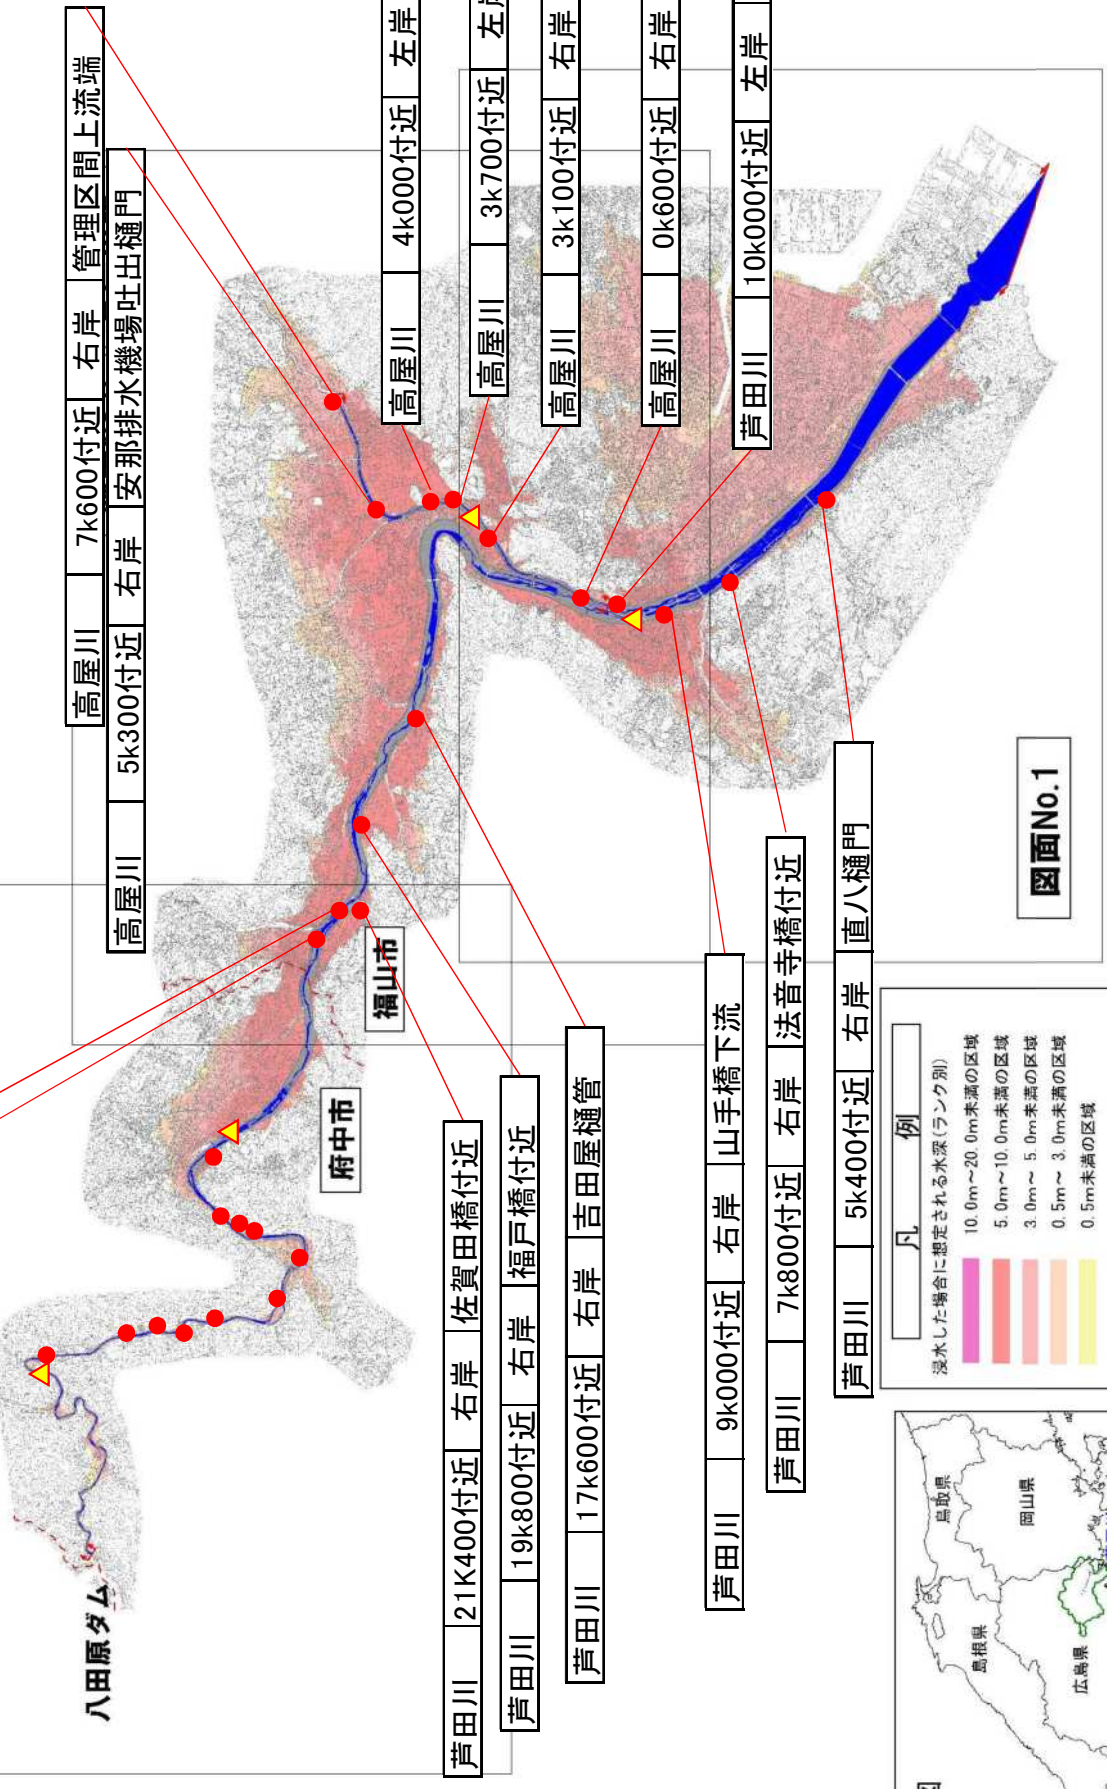 高屋川 7k600付近 右岸 管理区間上流端
高屋川 5k300付近 右岸 安那排水機場吐出樋門
高屋川 4k000付近 左岸
高屋川 3k700付近 左岸
高屋川 3k100付近 右岸
高屋川 0k600付近 右岸
芦田川 10k000付近 左岸
八田原ダム
府中市
福山市
芦田川 21K400付近 右岸 佐賀田橋付近
芦田川 19k800付近 右岸 福戸橋付近
芦田川 17k600付近 右岸 吉田屋樋管
芦田川 9k000付近 右岸 山手橋下流
芦田川 7k800付近 右岸 法音寺橋付近
芦田川 5k400付近 右岸 直八樋門
図面No.1
凡 例
浸水した場合に想定される水深(ランク別)
10.0m～20.0m未満の区域
5.0m～10.0m未満の区域
3.0m～ 5.0m未満の区域
0.5m～ 3.0m未満の区域
0.5m未満の区域
鳥取県
岡山県
島根県
広島県
図